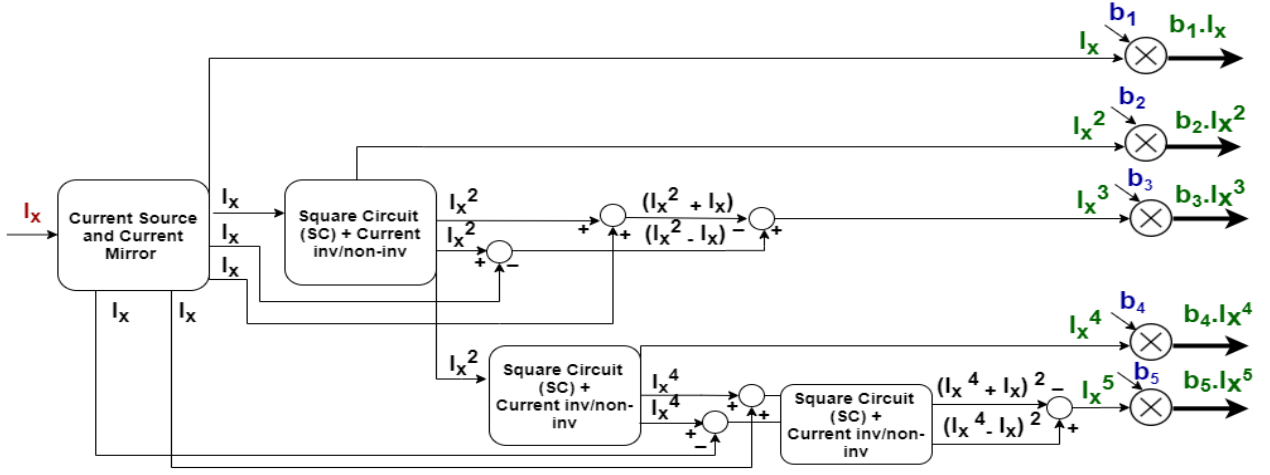 b₁
Iₓ
b₁.Iₓ
b₂
Iₓ²
b₂.Iₓ²
b₃
Iₓ³
b₃.Iₓ³
Iₓ
Current Source
and Current
Mirror
Iₓ
Iₓ
Iₓ
Iₓ
Iₓ
Square Circuit
(SC) + Current
inv/non-inv
Iₓ²
Iₓ²
+
+
+
−
(Iₓ² + Iₓ)
(Iₓ² - Iₓ)
−
+
Iₓ²
Square Circuit
(SC) +
Current inv/non-
inv
b₄
Iₓ⁴
b₄.Iₓ⁴
Iₓ⁴
Iₓ⁴
+
+
+
−
Square Circuit
(SC) +
Current inv/non-
inv
(Iₓ⁴ + Iₓ)²
(Iₓ⁴ - Iₓ)²
−
+
b₅
Iₓ⁵
b₅.Iₓ⁵